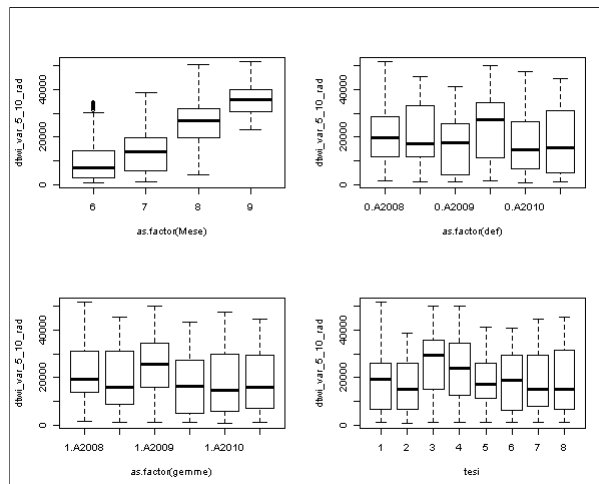 dtwi_var_5_10_rad
0 20000 40000
6 7 8 9
as.factor(Mese)
dtwi_var_5_10_rad
0 20000 40000
0.A2008 0.A2009 0.A2010
as.factor(def)
dtwi_var_5_10_rad
0 20000 40000
1.A2008 1.A2009 1.A2010
as.factor(gemme)
dtwi_var_5_10_rad
0 20000 40000
1 2 3 4 5 6 7 8
tesi